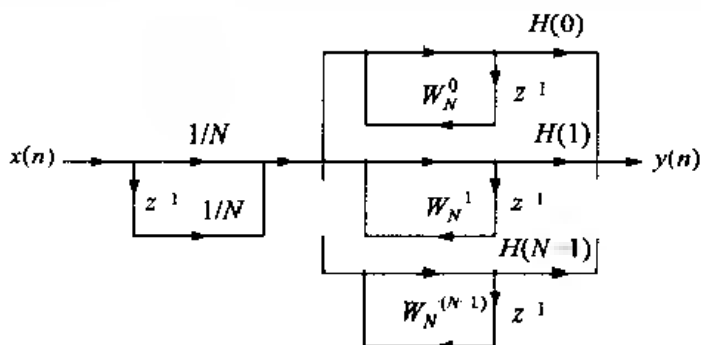 H(0)
W_N^0 z^-1
1/N H(1)
x(n) y(n)
z^-1 1/N W_N^1 z^-1
H(N-1)
W_N^(N-1) z^-1